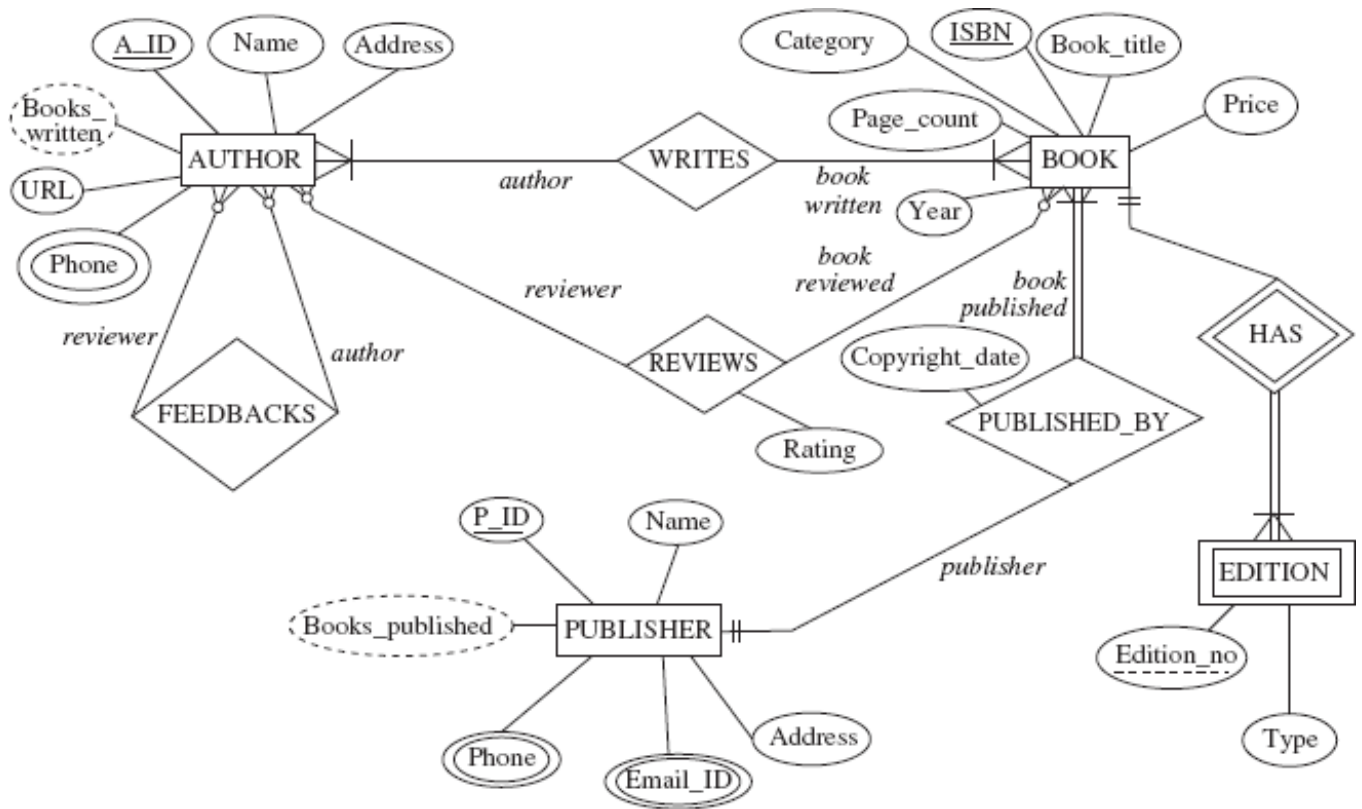 A_ID
Name
Address
Category
ISBN
Book_title
Books_
written
Page_count
Price
AUTHOR
WRITES
BOOK
URL
author
book
written
Year
Phone
reviewer
book
reviewed
book
published
reviewer
author
HAS
REVIEWS
Copyright_date
FEEDBACKS
PUBLISHED_BY
Rating
P_ID
Name
publisher
EDITION
Books_published
PUBLISHER
Edition_no
Phone
Email_ID
Address
Type